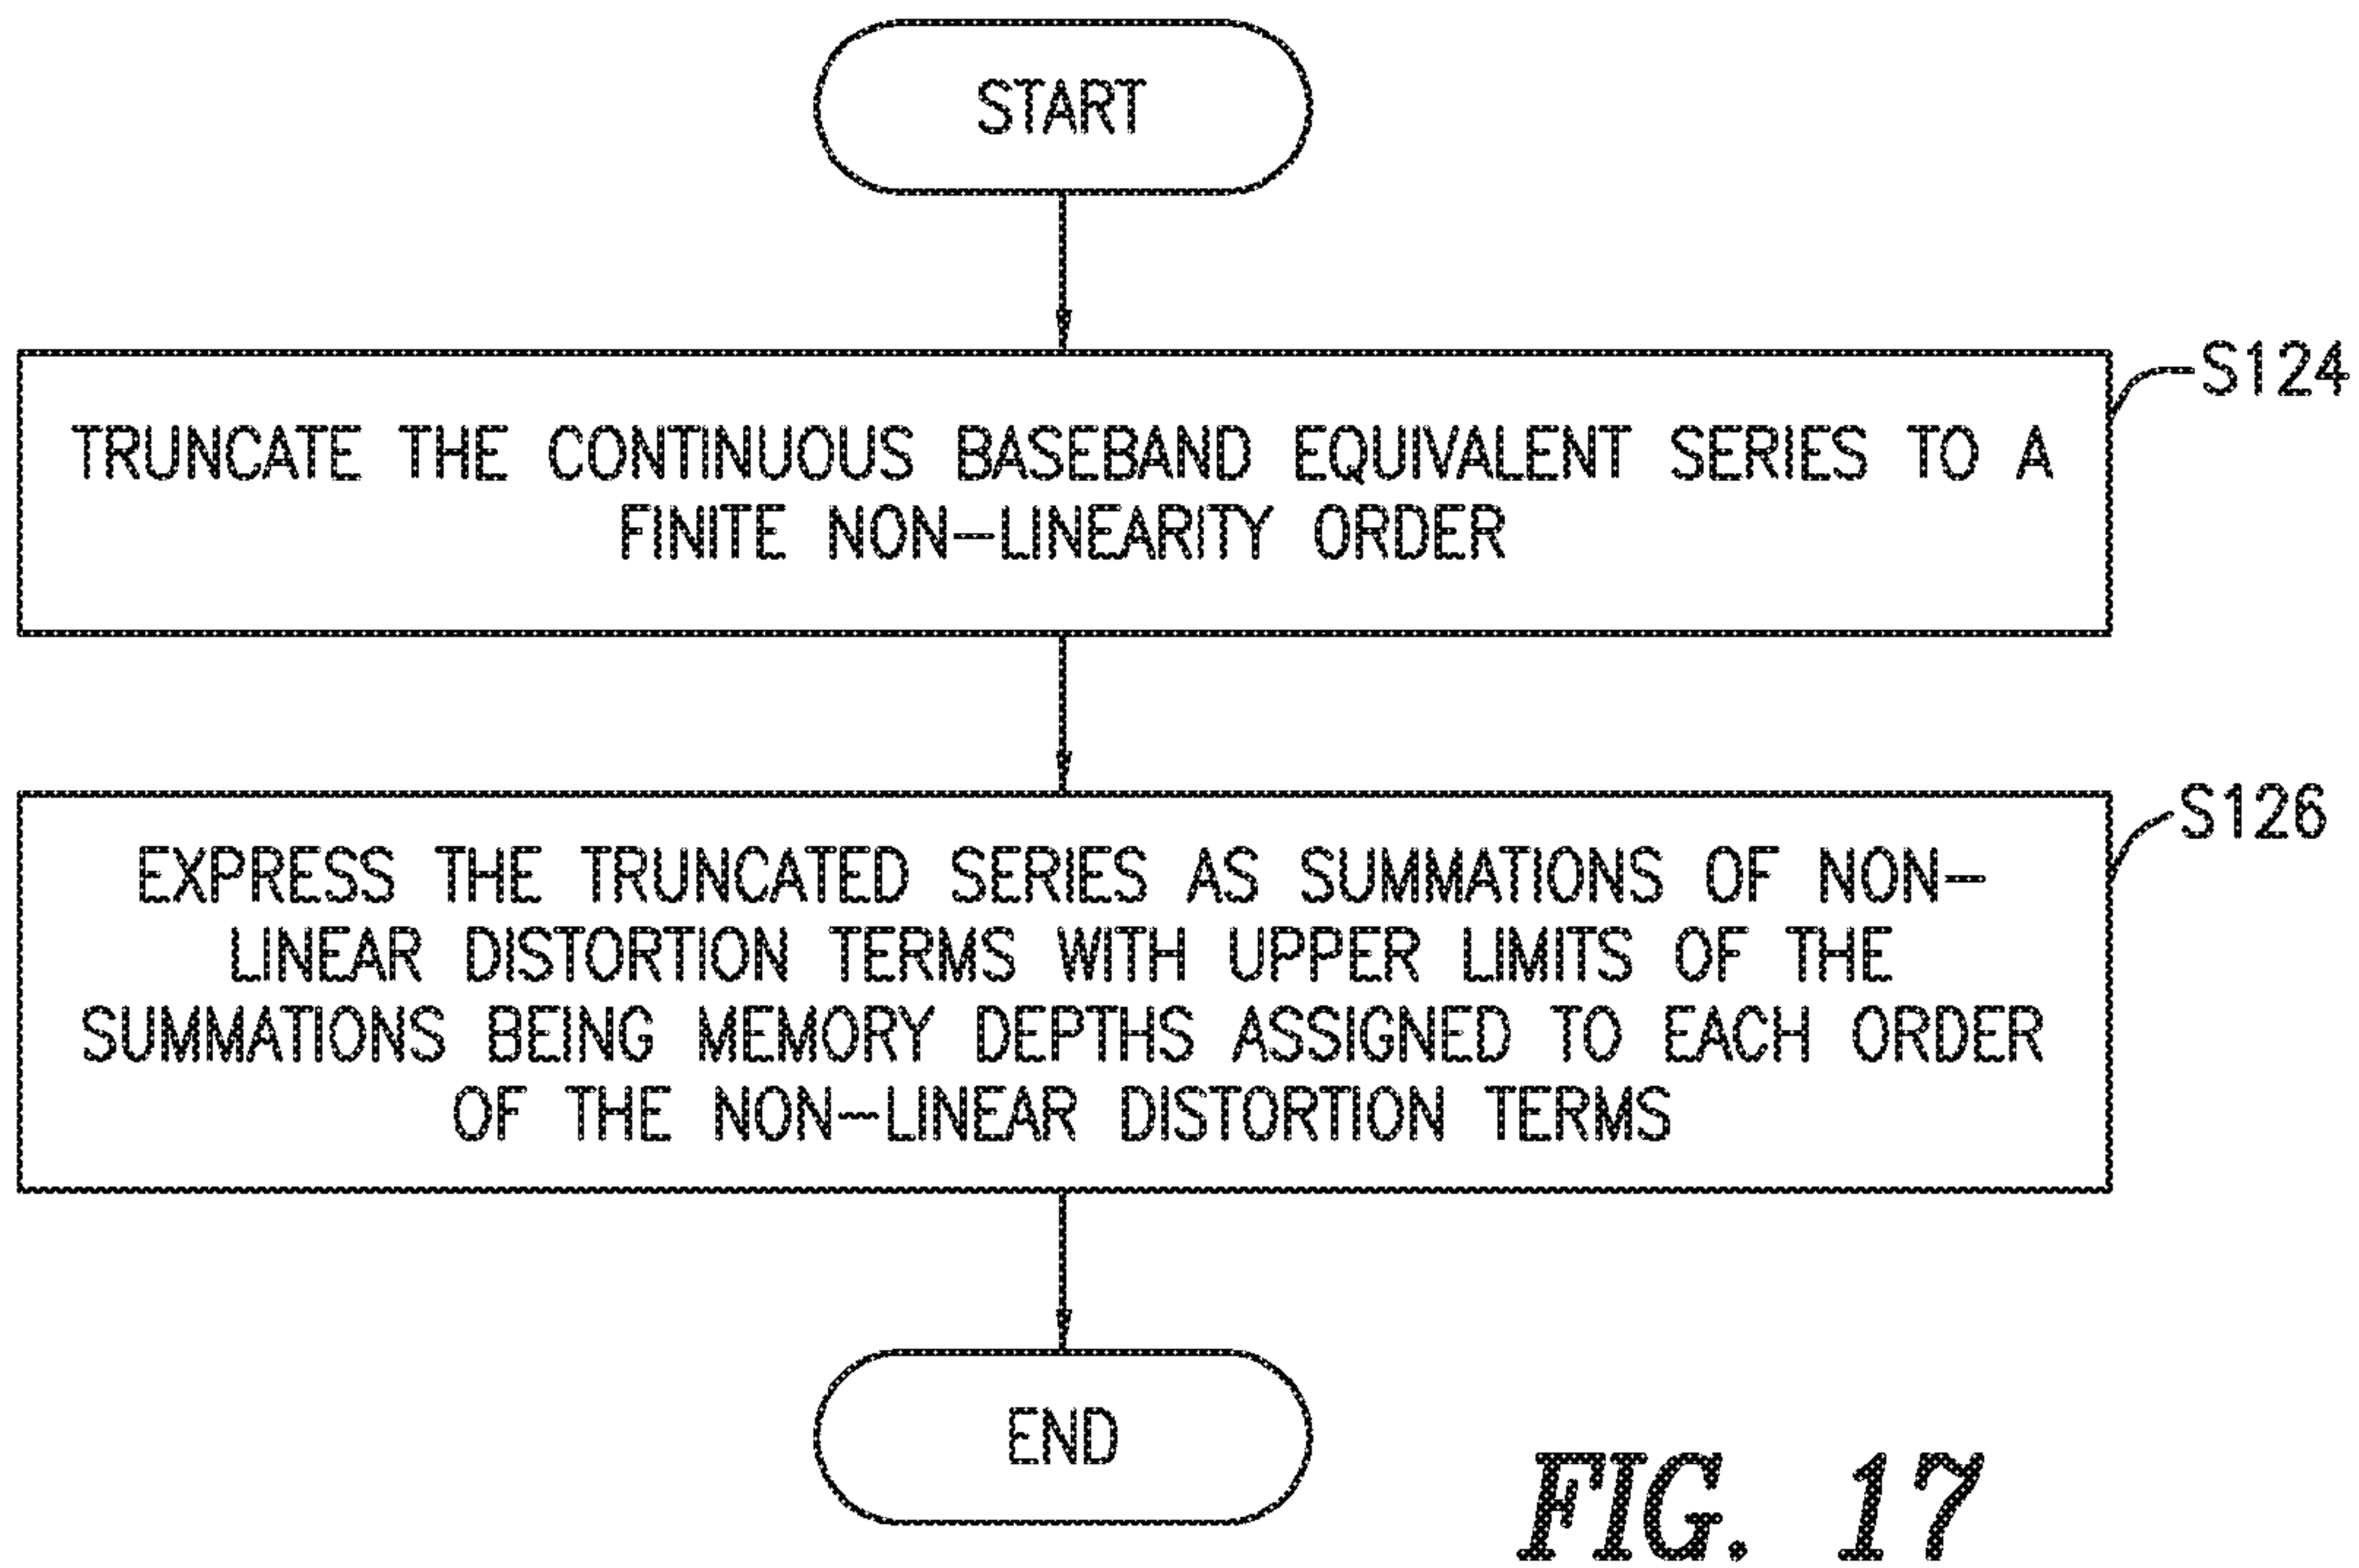 START
S124
TRUNCATE THE CONTINUOUS BASEBAND EQUIVALENT SERIES TO A
FINITE NON-LINEARITY ORDER
S126
EXPRESS THE TRUNCATED SERIES AS SUMMATIONS OF NON-
LINEAR DISTORTION TERMS WITH UPPER LIMITS OF THE
SUMMATIONS BEING MEMORY DEPTHS ASSIGNED TO EACH ORDER
OF THE NON-LINEAR DISTORTION TERMS
END
FIG. 17